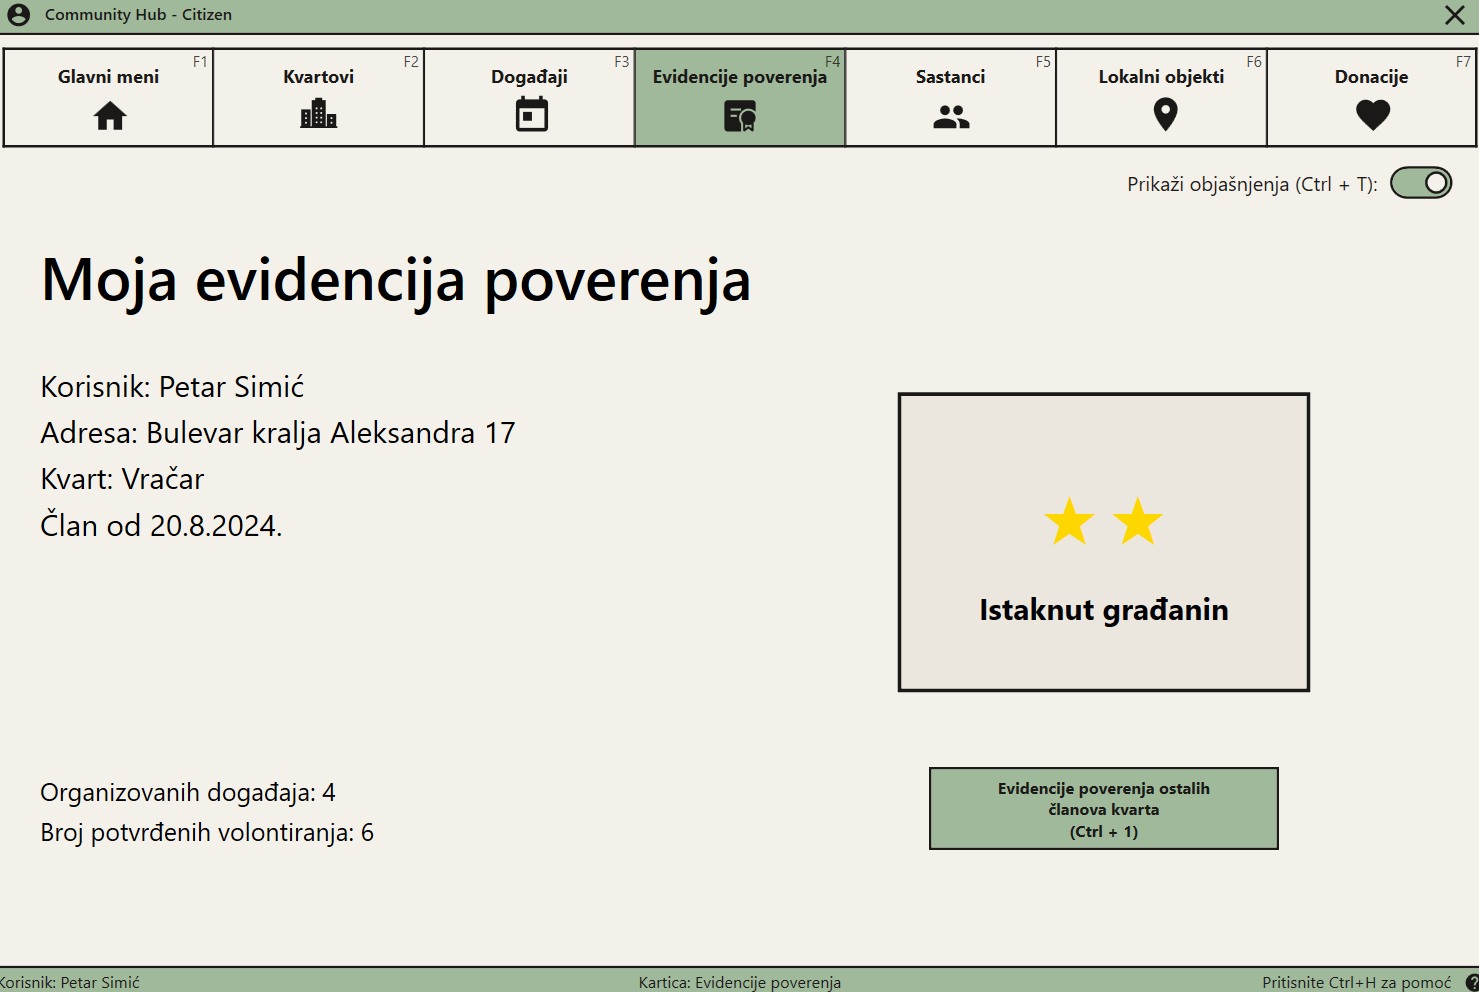 Community Hub - Citizen
F1
Glavni meni
F2
Kvartovi
F3
Događaji
F4
Evidencije poverenja
F5
Sastanci
F6
Lokalni objekti
F7
Donacije
Prikaži objašnjenja (Ctrl + T):
Moja evidencija poverenja
Korisnik: Petar Simić
Adresa: Bulevar kralja Aleksandra 17
Kvart: Vračar
Član od 20.8.2024.
Istaknut građanin
Organizovanih događaja: 4
Broj potvrđenih volontiranja: 6
Evidencije poverenja ostalih
članova kvarta
(Ctrl + 1)
Korisnik: Petar Simić
Kartica: Evidencije poverenja
Pritisnite Ctrl+H za pomoć
?